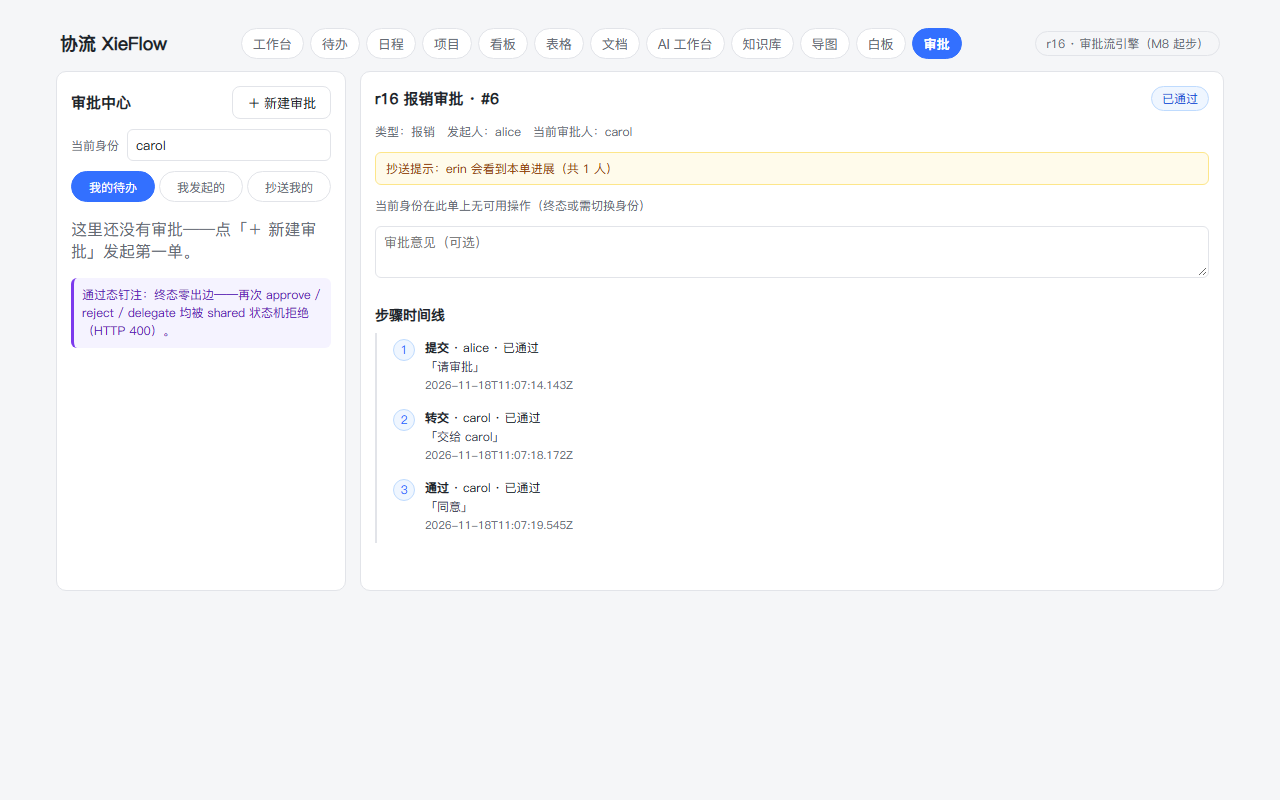 协流 XieFlow
工作台
待办
日程
项目
看板
表格
文档
AI 工作台
知识库
导图
白板
审批
r16 · 审批流引擎（M8 起步）
审批中心
＋ 新建审批
当前身份
carol
我的待办
我发起的
抄送我的
这里还没有审批——点「＋ 新建审
批」发起第一单。
通过态钉注：终态零出边——再次 approve /
reject / delegate 均被 shared 状态机拒绝
（HTTP 400）。
r16 报销审批 · #6
已通过
类型：报销 发起人：alice 当前审批人：carol
抄送提示：erin 会看到本单进展（共 1 人）
当前身份在此单上无可用操作（终态或需切换身份）
审批意见（可选）
步骤时间线
1
提交 · alice · 已通过
「请审批」
2026-11-18T11:07:14.143Z
2
转交 · carol · 已通过
「交给 carol」
2026-11-18T11:07:18.172Z
3
通过 · carol · 已通过
「同意」
2026-11-18T11:07:19.545Z